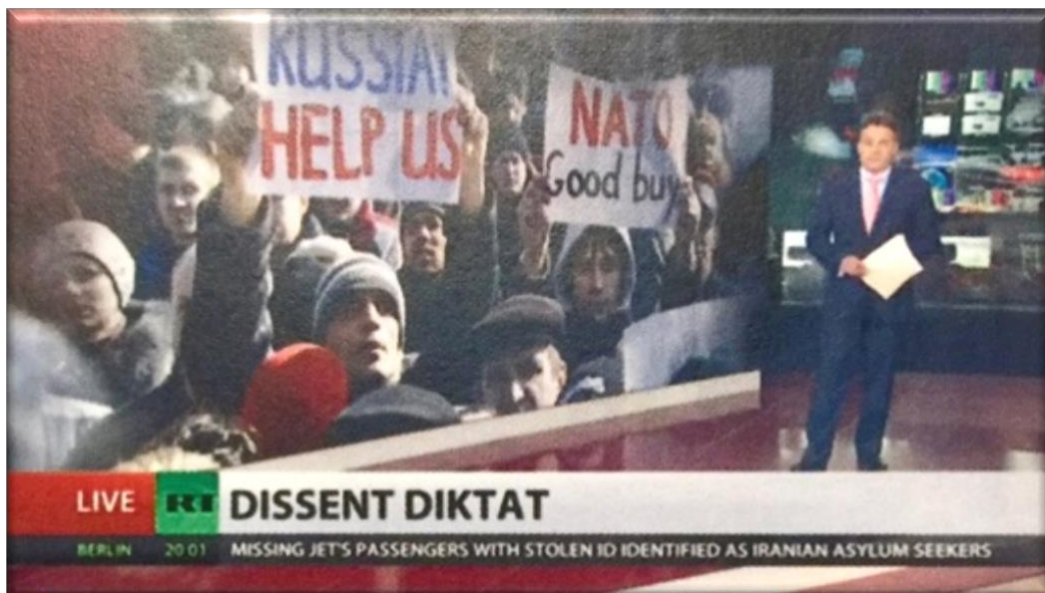 RUSSIA!
HELP US
NATO
Good buy
LIVE
RT
DISSENT DIKTAT
BERLIN 20 01
MISSING JET'S PASSENGERS WITH STOLEN ID IDENTIFIED AS IRANIAN ASYLUM SEEKERS